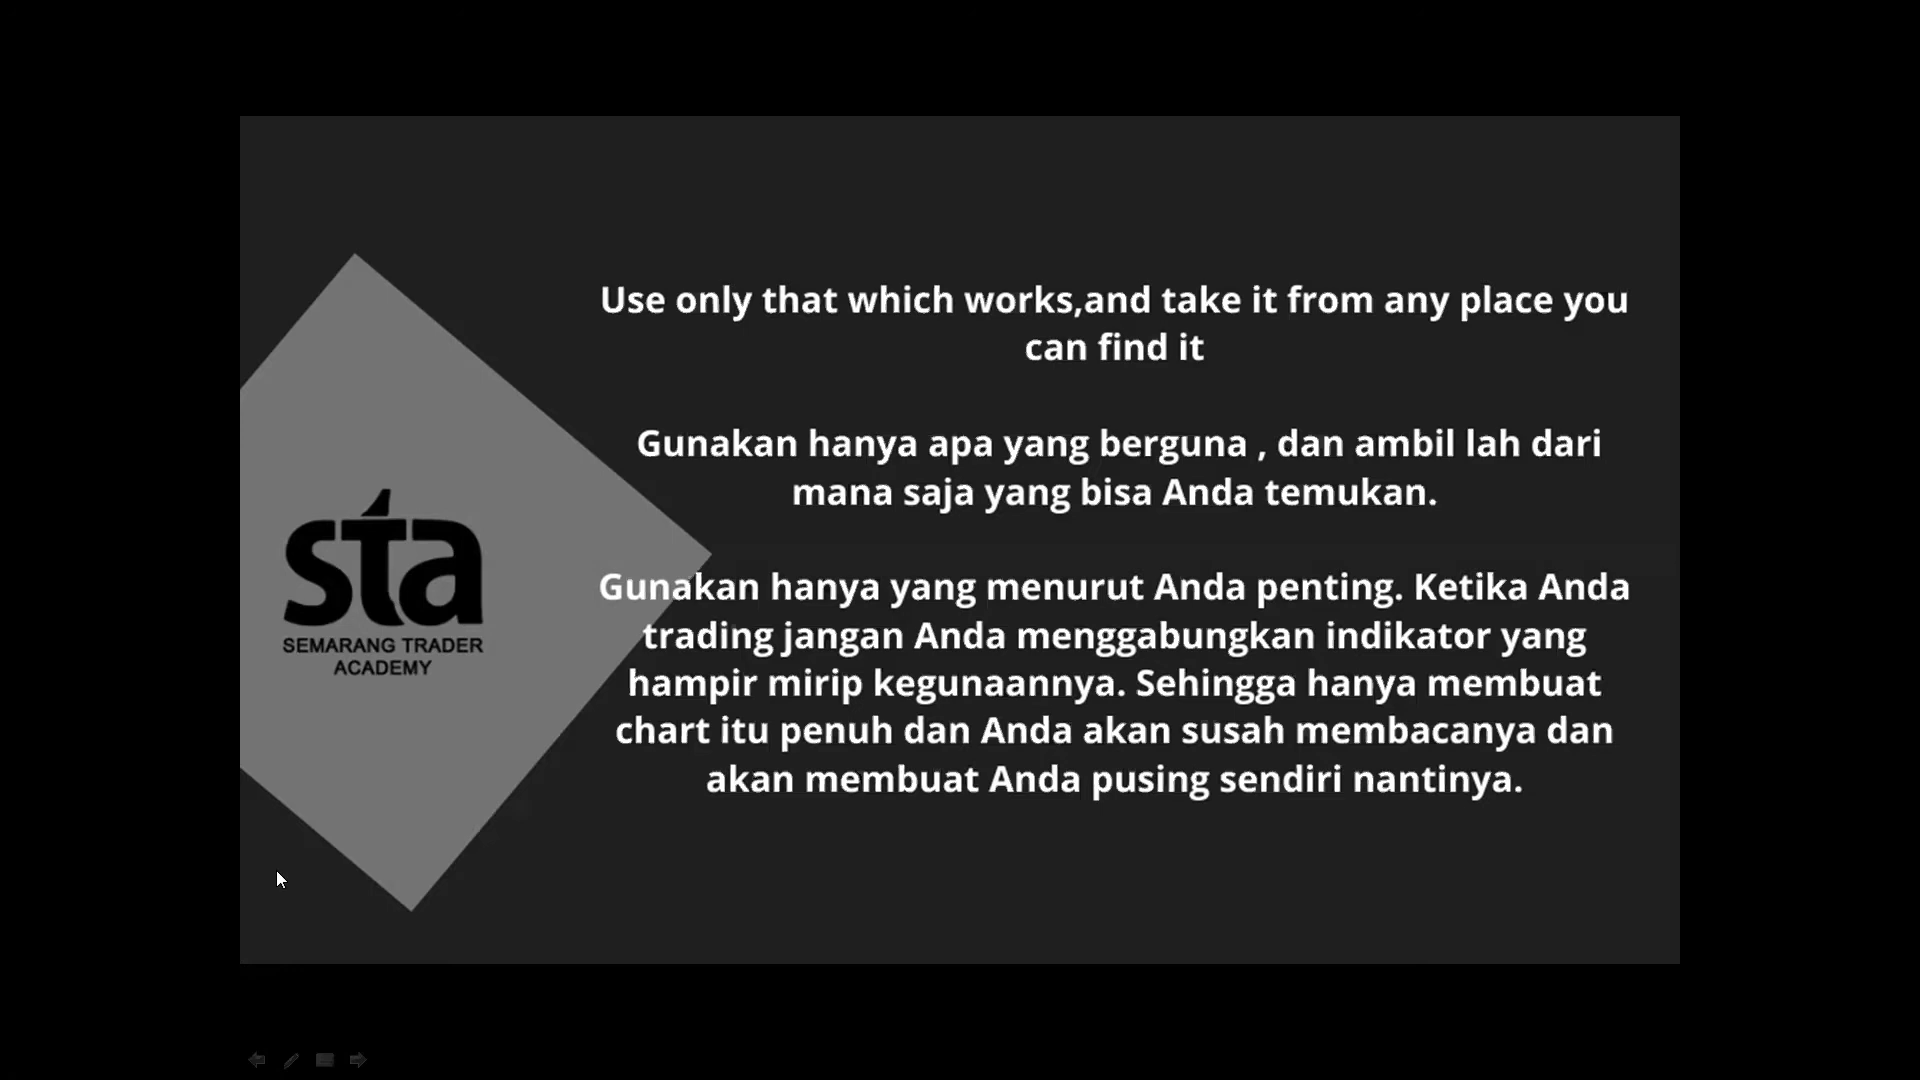 Use only that which works,and take it from any place you
can find it
Gunakan hanya apa yang berguna , dan ambil lah dari
mana saja yang bisa Anda temukan.
Gunakan hanya yang menurut Anda penting. Ketika Anda
trading jangan Anda menggabungkan indikator yang
hampir mirip kegunaannya. Sehingga hanya membuat
chart itu penuh dan Anda akan susah membacanya dan
akan membuat Anda pusing sendiri nantinya.
sta
SEMARANG TRADER
ACADEMY